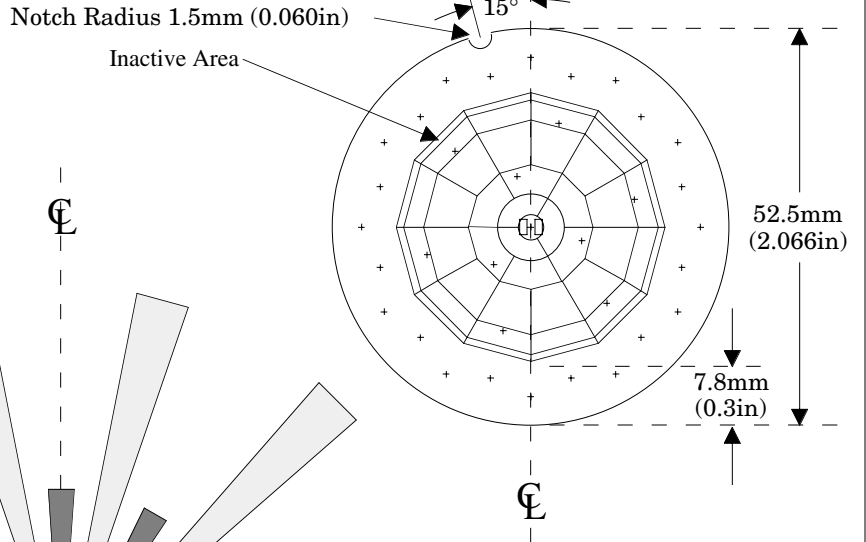 Notch Radius 1.5mm (0.060in)
15°
Inactive Area
℄
52.5mm
(2.066in)
7.8mm
(0.3in)
℄